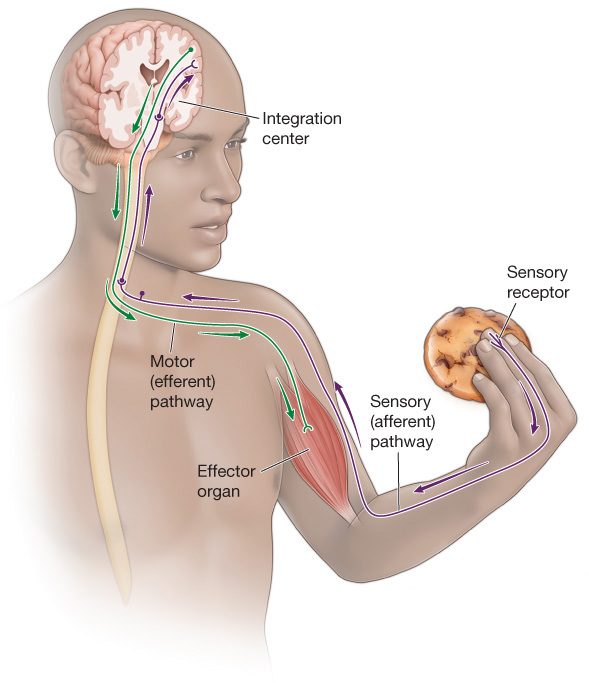 Integration
center
Sensory
receptor
Motor
(efferent)
pathway
Sensory
(afferent)
pathway
Effector
organ